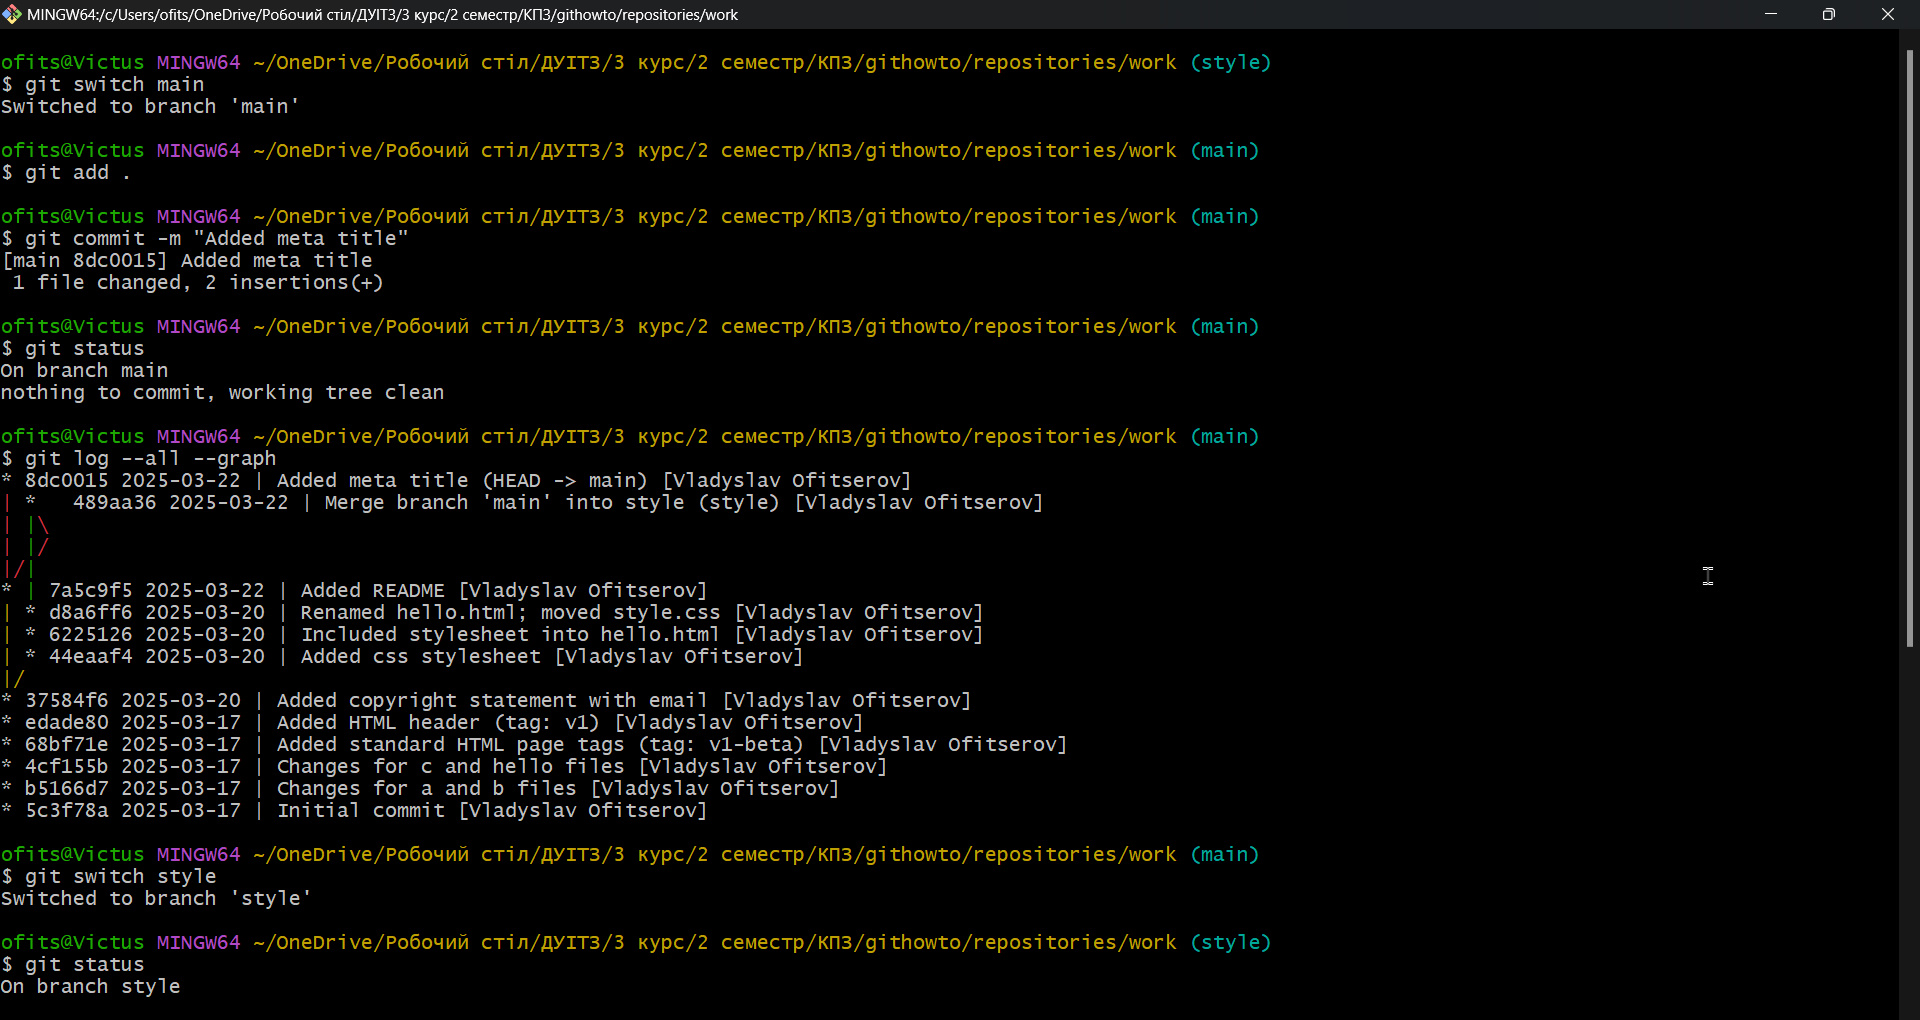 MINGW64:/c/Users/ofits/OneDrive/Робочий стіл/ДУІТЗ/3 курс/2 семестр/КПЗ/githowto/repositories/work
ofits@Victus MINGW64 ~/OneDrive/Робочий стіл/ДУІТЗ/3 курс/2 семестр/КПЗ/githowto/repositories/work (style)
$ git switch main
Switched to branch 'main'
ofits@Victus MINGW64 ~/OneDrive/Робочий стіл/ДУІТЗ/3 курс/2 семестр/КПЗ/githowto/repositories/work (main)
$ git add .
ofits@Victus MINGW64 ~/OneDrive/Робочий стіл/ДУІТЗ/3 курс/2 семестр/КПЗ/githowto/repositories/work (main)
$ git commit -m "Added meta title"
[main 8dc0015] Added meta title
 1 file changed, 2 insertions(+)
ofits@Victus MINGW64 ~/OneDrive/Робочий стіл/ДУІТЗ/3 курс/2 семестр/КПЗ/githowto/repositories/work (main)
$ git status
On branch main
nothing to commit, working tree clean
ofits@Victus MINGW64 ~/OneDrive/Робочий стіл/ДУІТЗ/3 курс/2 семестр/КПЗ/githowto/repositories/work (main)
$ git log --all --graph
* 8dc0015 2025-03-22 | Added meta title (HEAD -> main) [Vladyslav Ofitserov]
| *   489aa36 2025-03-22 | Merge branch 'main' into style (style) [Vladyslav Ofitserov]
| |\
| |/
|/|
* | 7a5c9f5 2025-03-22 | Added README [Vladyslav Ofitserov]
| * d8a6ff6 2025-03-20 | Renamed hello.html; moved style.css [Vladyslav Ofitserov]
| * 6225126 2025-03-20 | Included stylesheet into hello.html [Vladyslav Ofitserov]
| * 44eaaf4 2025-03-20 | Added css stylesheet [Vladyslav Ofitserov]
|/
* 37584f6 2025-03-20 | Added copyright statement with email [Vladyslav Ofitserov]
* edade80 2025-03-17 | Added HTML header (tag: v1) [Vladyslav Ofitserov]
* 68bf71e 2025-03-17 | Added standard HTML page tags (tag: v1-beta) [Vladyslav Ofitserov]
* 4cf155b 2025-03-17 | Changes for c and hello files [Vladyslav Ofitserov]
* b5166d7 2025-03-17 | Changes for a and b files [Vladyslav Ofitserov]
* 5c3f78a 2025-03-17 | Initial commit [Vladyslav Ofitserov]
ofits@Victus MINGW64 ~/OneDrive/Робочий стіл/ДУІТЗ/3 курс/2 семестр/КПЗ/githowto/repositories/work (main)
$ git switch style
Switched to branch 'style'
ofits@Victus MINGW64 ~/OneDrive/Робочий стіл/ДУІТЗ/3 курс/2 семестр/КПЗ/githowto/repositories/work (style)
$ git status
On branch style